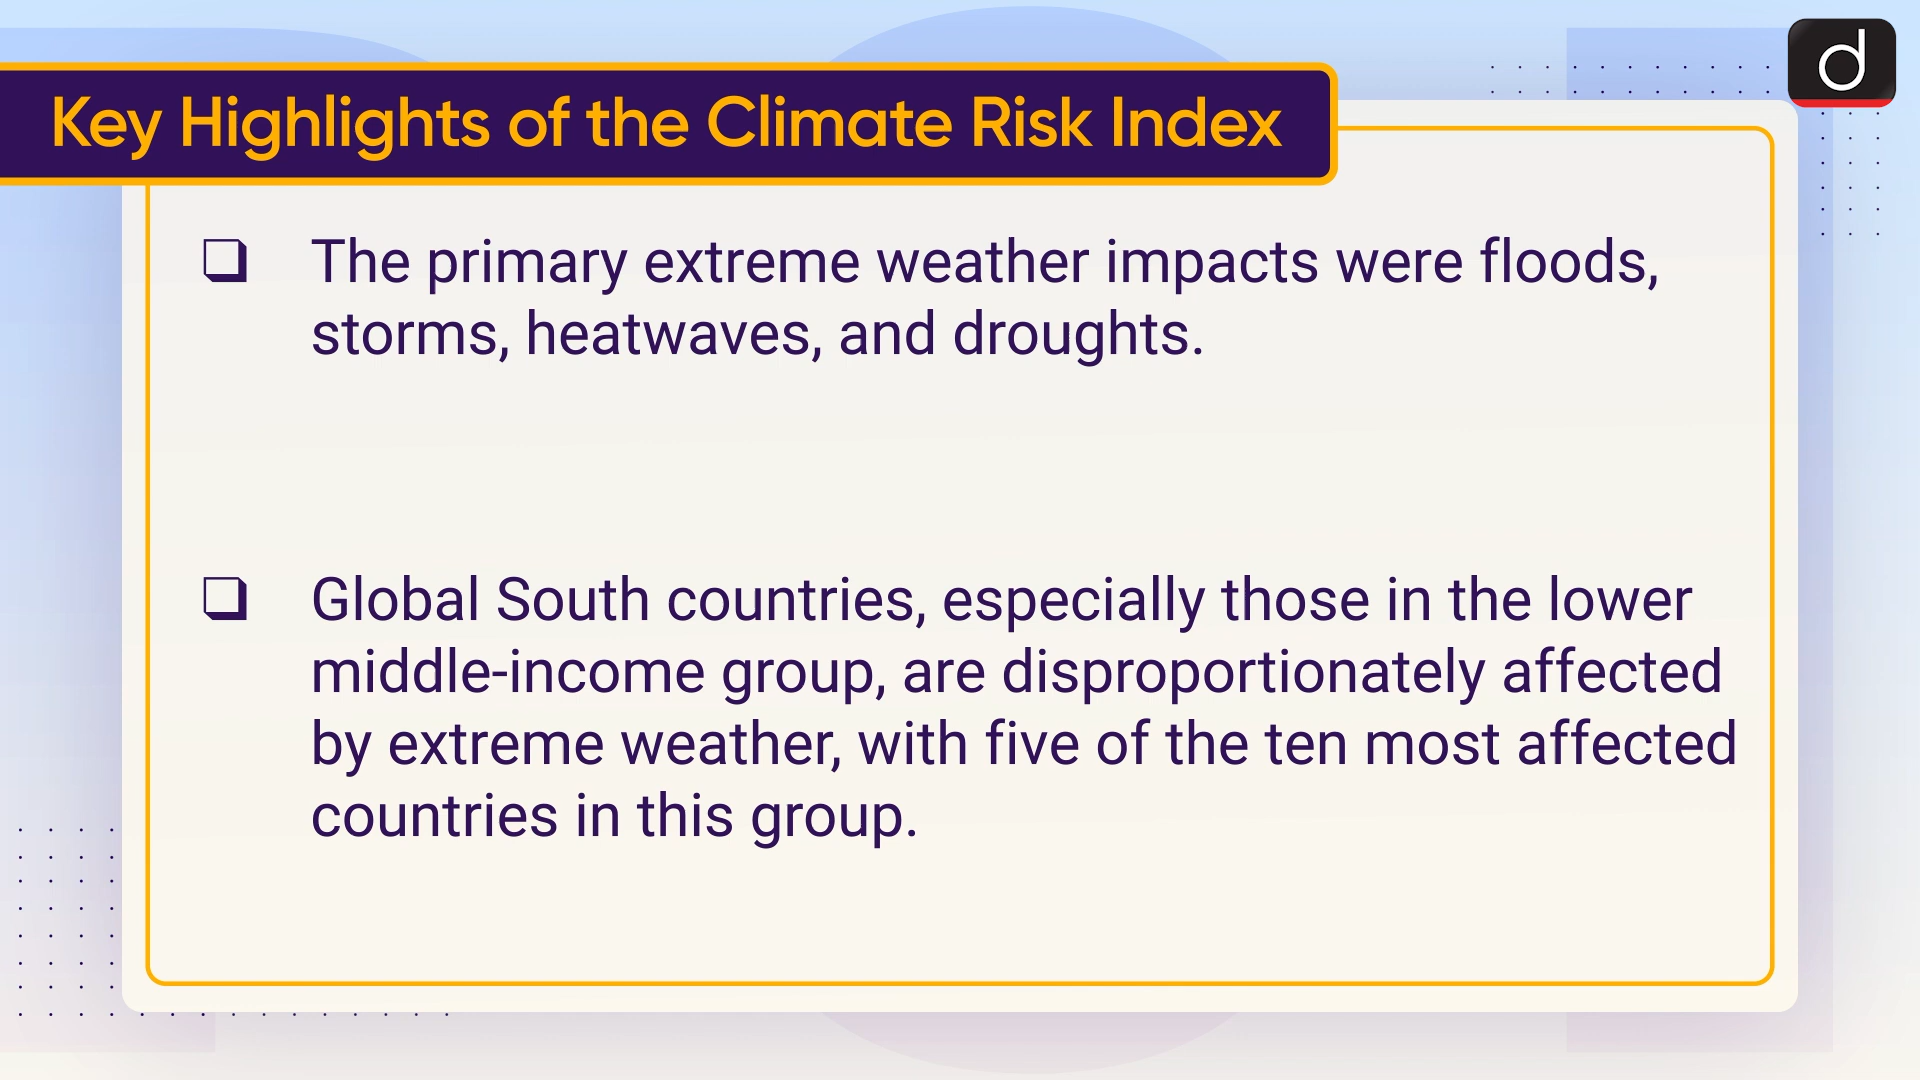 Key Highlights of the Climate Risk Index
d
❑ The primary extreme weather impacts were floods,
storms, heatwaves, and droughts.
❑ Global South countries, especially those in the lower
middle-income group, are disproportionately affected
by extreme weather, with five of the ten most affected
countries in this group.